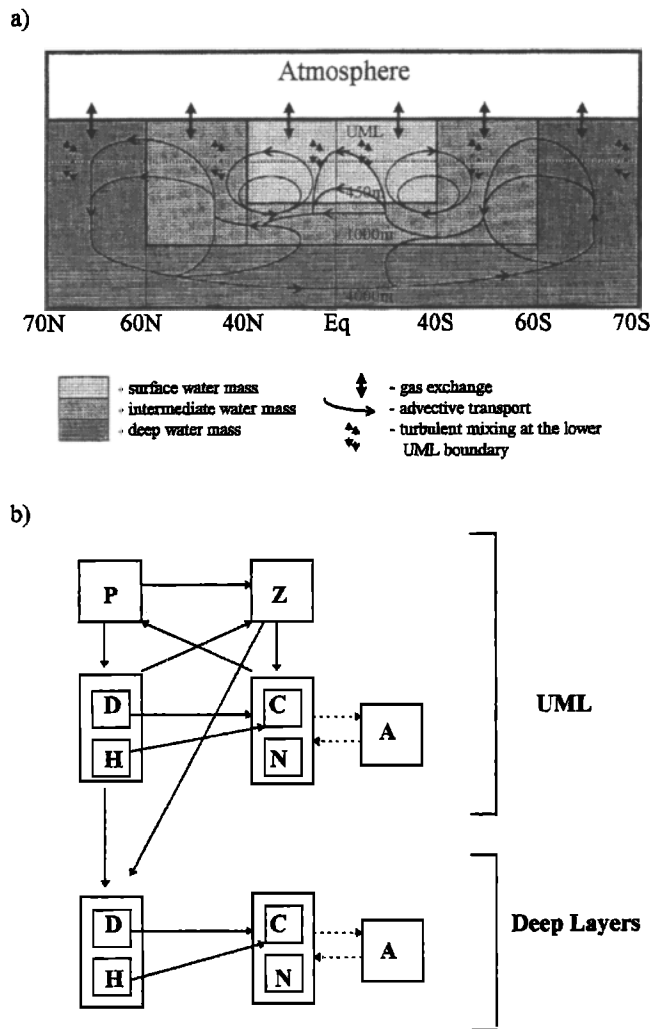 a)
Atmosphere
UML
450m
1000m
4000m
70N 60N 40N Eq 40S 60S 70S
- surface water mass
- intermediate water mass
- deep water mass
- gas exchange
- advective transport
- turbulent mixing at the lower
UML boundary
b)
P Z
D C
H N A
UML
D C
H N A
Deep Layers